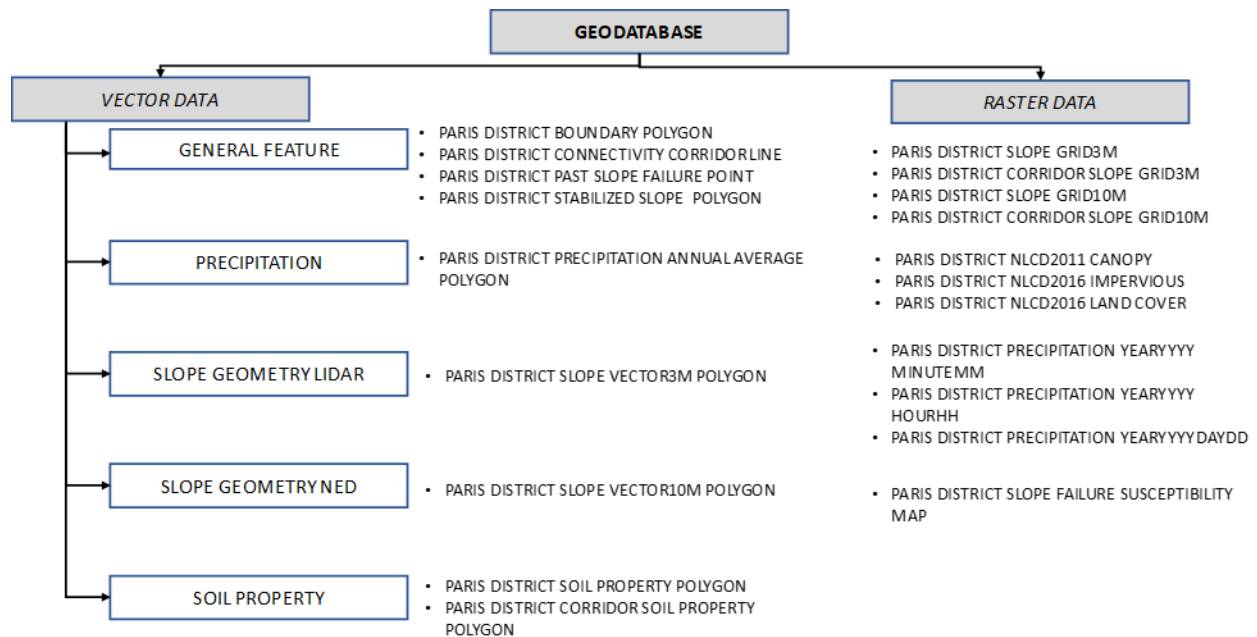 GEODATABASE
VECTOR DATA
RASTER DATA
GENERAL FEATURE
• PARIS DISTRICT BOUNDARY POLYGON
• PARIS DISTRICT CONNECTIVITY CORRIDOR LINE
• PARIS DISTRICT PAST SLOPE FAILURE POINT
• PARIS DISTRICT STABILIZED SLOPE POLYGON
PRECIPITATION
• PARIS DISTRICT PRECIPITATION ANNUAL AVERAGE
POLYGON
SLOPE GEOMETRY LIDAR
• PARIS DISTRICT SLOPE VECTOR3M POLYGON
SLOPE GEOMETRY NED
• PARIS DISTRICT SLOPE VECTOR10M POLYGON
SOIL PROPERTY
• PARIS DISTRICT SOIL PROPERTY POLYGON
• PARIS DISTRICT CORRIDOR SOIL PROPERTY
POLYGON
• PARIS DISTRICT SLOPE GRID3M
• PARIS DISTRICT CORRIDOR SLOPE GRID3M
• PARIS DISTRICT SLOPE GRID10M
• PARIS DISTRICT CORRIDOR SLOPE GRID10M
• PARIS DISTRICT NLCD2011 CANOPY
• PARIS DISTRICT NLCD2016 IMPERVIOUS
• PARIS DISTRICT NLCD2016 LAND COVER
• PARIS DISTRICT PRECIPITATION YEARYYYY
MINUTEMM
• PARIS DISTRICT PRECIPITATION YEARYYYY
HOURHH
• PARIS DISTRICT PRECIPITATION YEARYYYYDAYDD
• PARIS DISTRICT SLOPE FAILURE SUSCEPTIBILITY
MAP